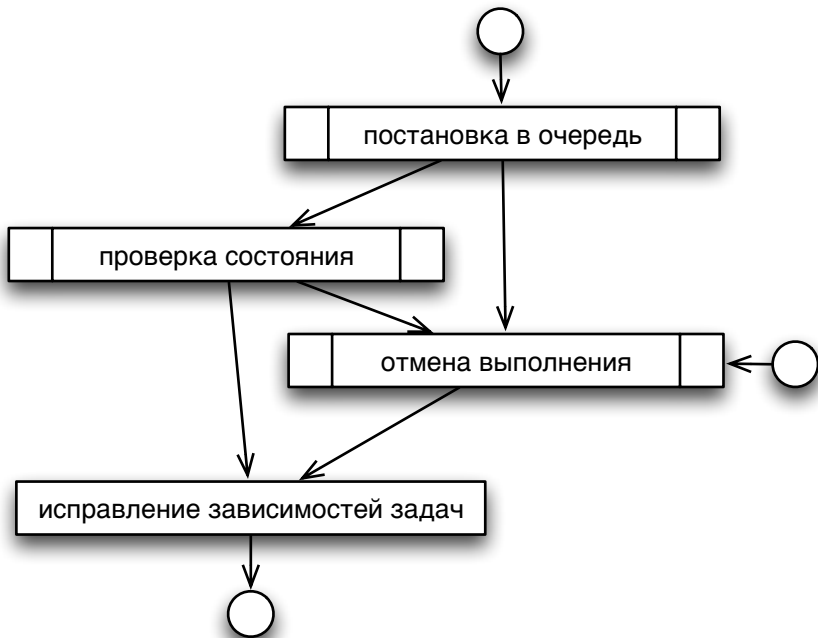 постановка в очередь
проверка состояния
отмена выполнения
исправление зависимостей задач